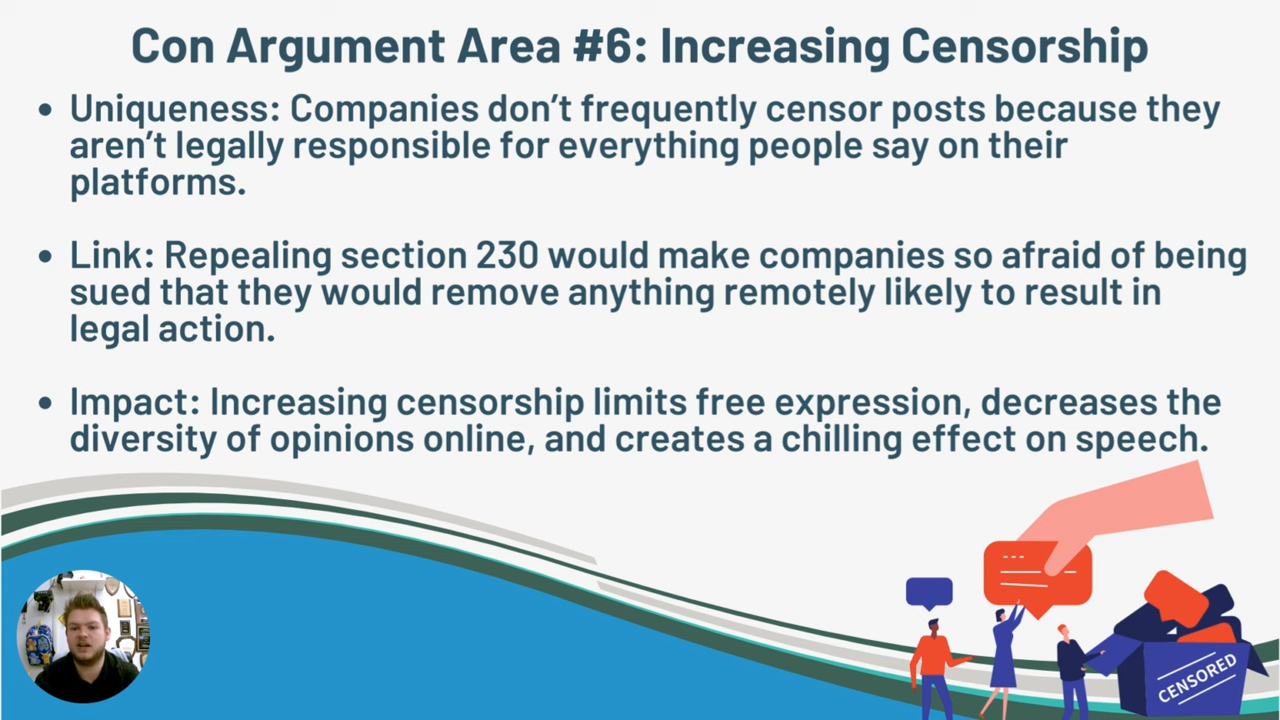 Con Argument Area #6: Increasing Censorship
• Uniqueness: Companies don’t frequently censor posts because they
aren’t legally responsible for everything people say on their
platforms.
• Link: Repealing section 230 would make companies so afraid of being
sued that they would remove anything remotely likely to result in
legal action.
• Impact: Increasing censorship limits free expression, decreases the
diversity of opinions online, and creates a chilling effect on speech.
CENSORED